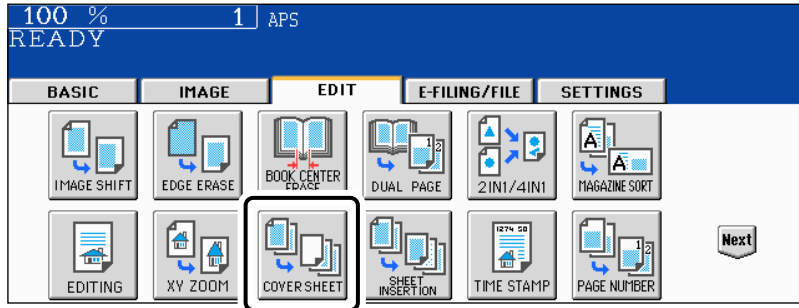 100 % 1 APS
READY
BASIC IMAGE EDIT E-FILING/FILE SETTINGS
IMAGE SHIFT EDGE ERASE BOOK CENTER ERASE DUAL PAGE 2IN1/4IN1 MAGAZINE SORT
EDITING XY ZOOM COVER SHEET SHEET INSERTION TIME STAMP PAGE NUMBER Next